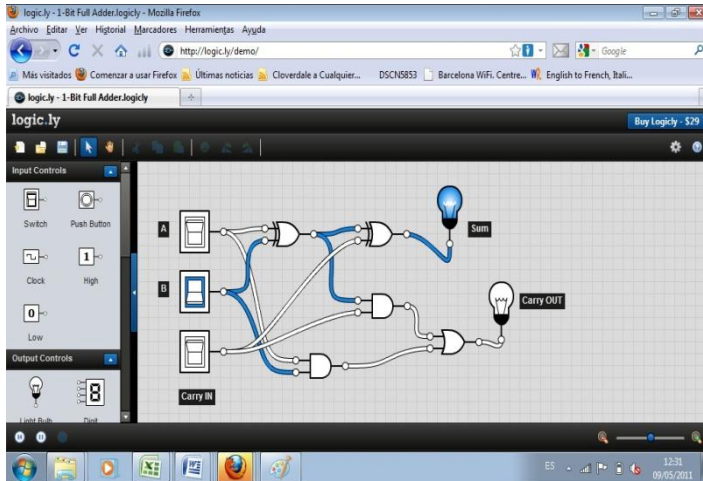 logic.ly - 1-Bit Full Adder.logicly - Mozilla Firefox
Archivo Editar Ver Historial Marcadores Herramientas Ayuda
http://logic.ly/demo/
Google
Más visitados Comenzar a usar Firefox Últimas noticias Cloverdale a Cualquier... DSCN5853 Barcelona WiFi. Centre... English to French, Itali...
logic.ly - 1-Bit Full Adder.logicly
logic.ly
Buy Logicly - $29
Input Controls
Switch Push Button
1
Clock High
0
Low
Output Controls
8
Light Bulb Digit
A
Sum
B
Carry OUT
Carry IN
ES
12:31
09/05/2011